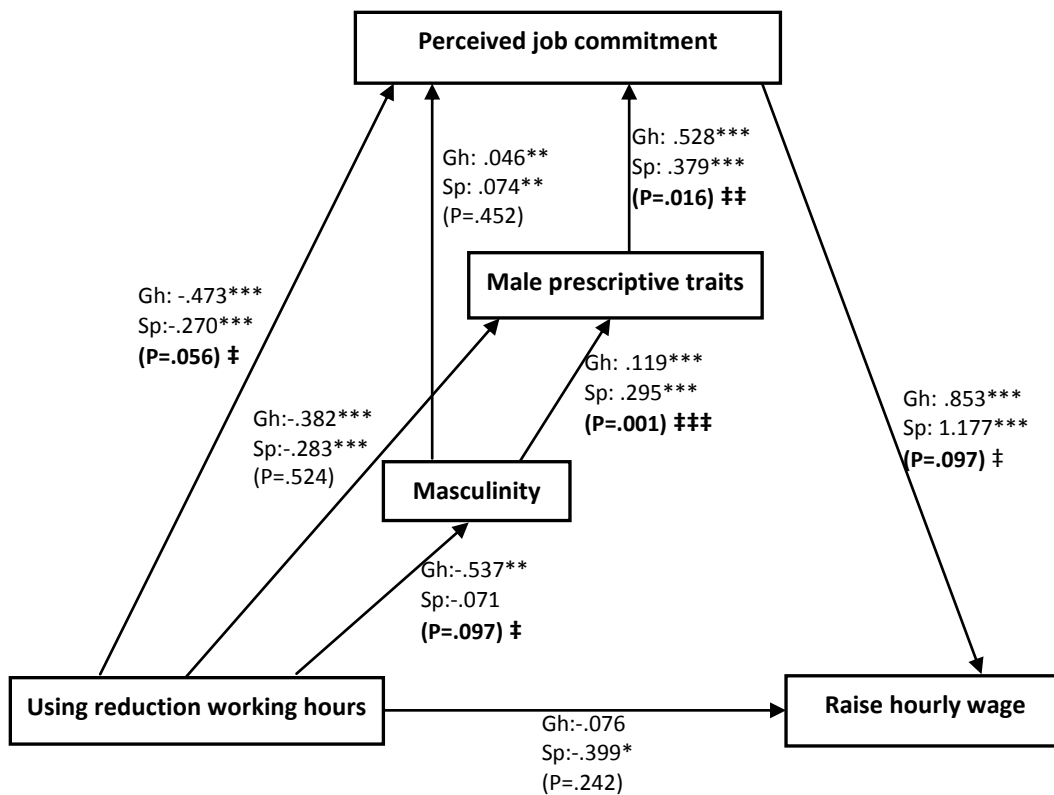 Perceived job commitment
Gh: .046**
Sp: .074**
(P=.452)
Gh: .528***
Sp: .379***
(P=.016) ‡‡
Male prescriptive traits
Gh: -.473***
Sp:-.270***
(P=.056) ‡
Gh: .119***
Sp: .295***
(P=.001) ‡‡‡
Gh:-.382***
Sp:-.283***
(P=.524)
Gh: .853***
Sp: 1.177***
(P=.097) ‡
Masculinity
Gh:-.537**
Sp:-.071
(P=.097) ‡
Using reduction working hours
Raise hourly wage
Gh:-.076
Sp:-.399*
(P=.242)